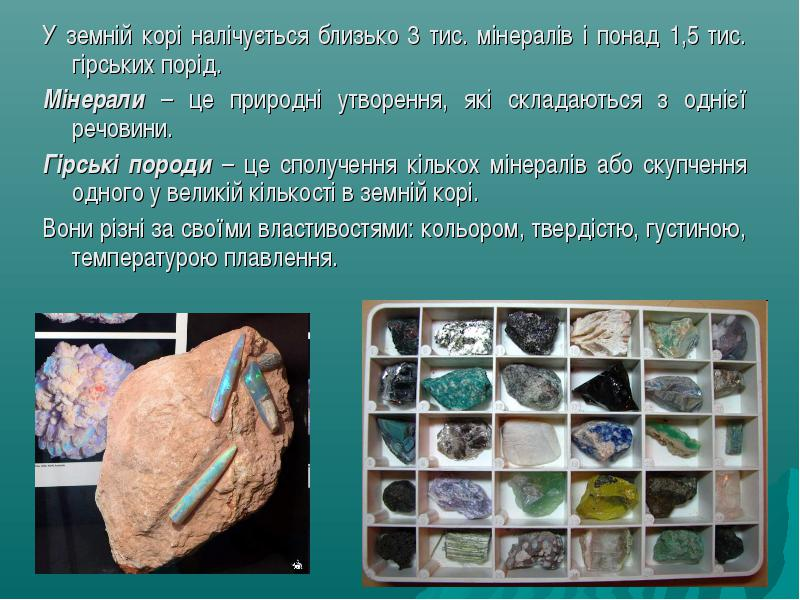 У земній корі налічується близько 3 тис. мінералів і понад 1,5 тис.
гірських порід.
Мінерали – це природні утворення, які складаються з однієї
речовини.
Гірські породи – це сполучення кількох мінералів або скупчення
одного у великій кількості в земній корі.
Вони різні за своїми властивостями: кольором, твердістю, густиною,
температурою плавлення.